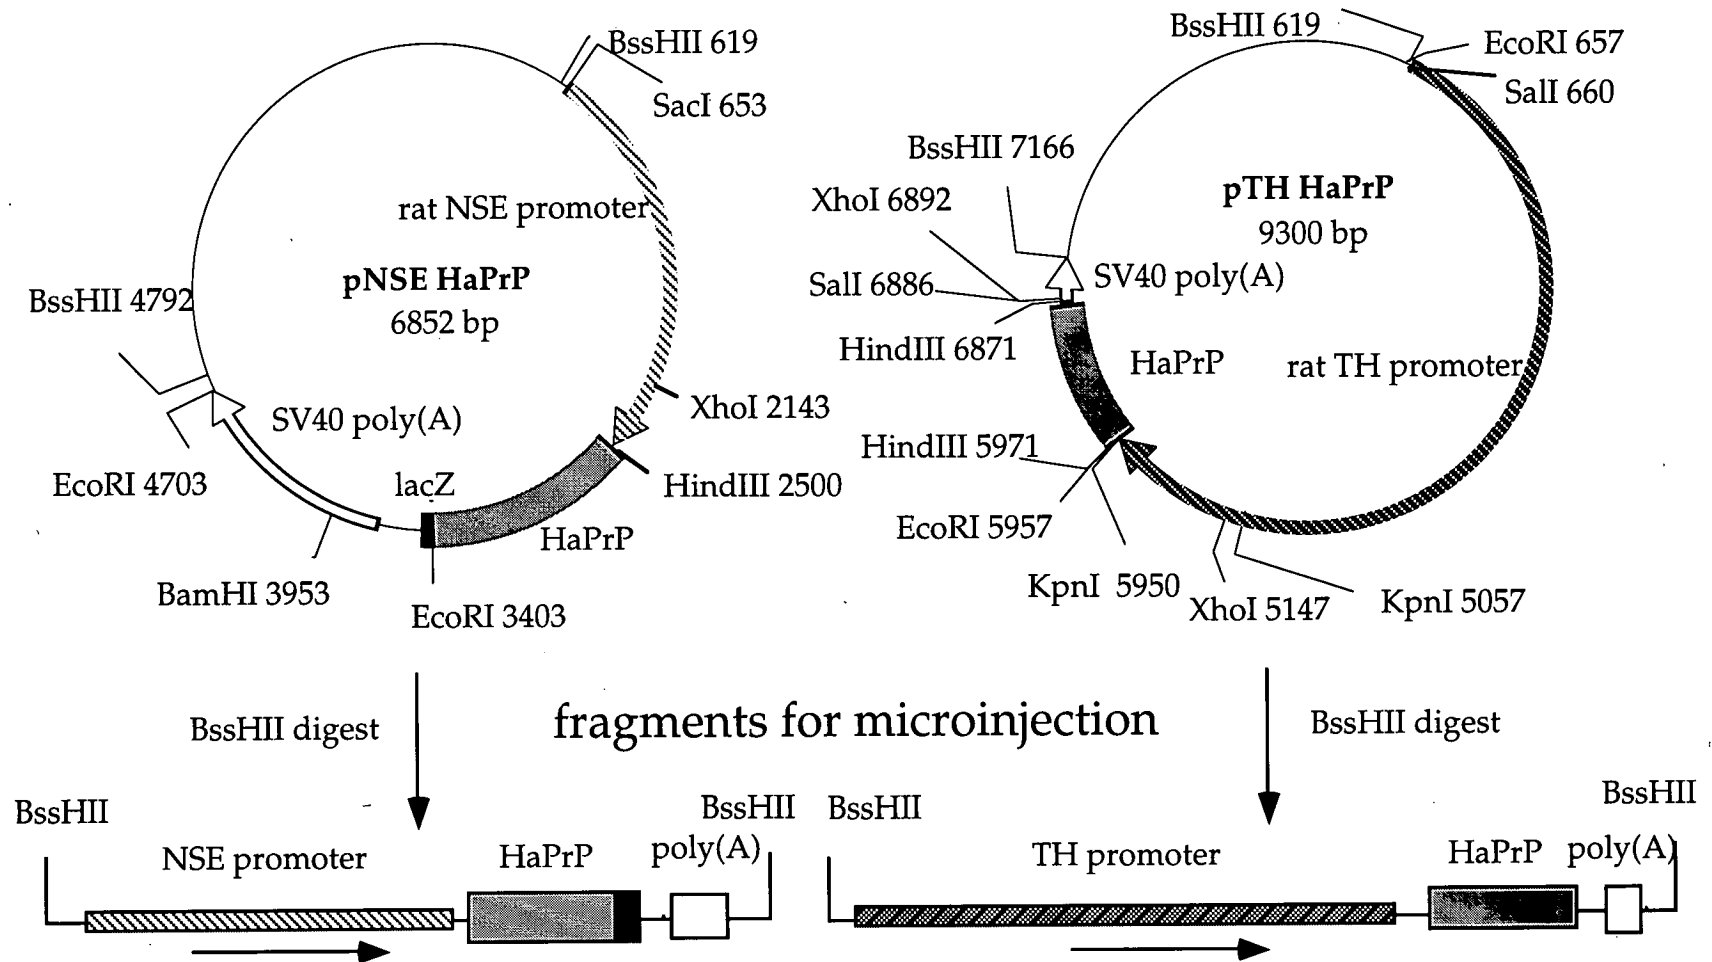 BssHII 619
SacI 653
rat NSE promoter
pNSE HaPrP
6852 bp
BssHII 4792
SV40 poly(A)
XhoI 2143
EcoRI 4703
lacZ
HindIII 2500
HaPrP
BamHI 3953
EcoRI 3403
BssHII 619
EcoRI 657
SalI 660
BssHII 7166
XhoI 6892
pTH HaPrP
9300 bp
SalI 6886
SV40 poly(A)
HindIII 6871
HaPrP
rat TH promoter
HindIII 5971
EcoRI 5957
KpnI 5950
XhoI 5147
KpnI 5057
BssHII digest
fragments for microinjection
BssHII digest
BssHII
NSE promoter
HaPrP
BssHII
poly(A)
BssHII
TH promoter
HaPrP
BssHII
poly(A)